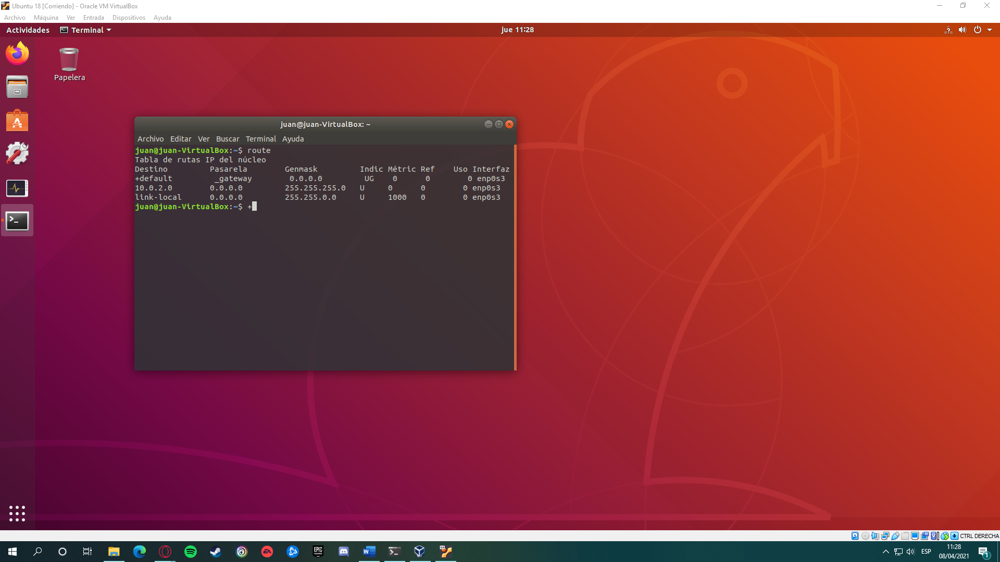 Ubuntu 18 [Corriendo] - Oracle VM VirtualBox
Archivo Máquina Ver Entrada Dispositivos Ayuda
Actividades Terminal jue 11:28
Papelera
juan@juan-VirtualBox: ~
Archivo Editar Ver Buscar Terminal Ayuda
juan@juan-VirtualBox:~$ route
Tabla de rutas IP del núcleo
Destino Pasarela Genmask Indic Métric Ref Uso Interfaz
+default _gateway 0.0.0.0 UG 0 0 0 enp0s3
10.0.2.0 0.0.0.0 255.255.255.0 U 0 0 0 enp0s3
link-local 0.0.0.0 255.255.0.0 U 1000 0 0 enp0s3
juan@juan-VirtualBox:~$ +
CTRL DERECHA
EA
EPIC GAMES
W
64
ESP
11:28
08/04/2021
1